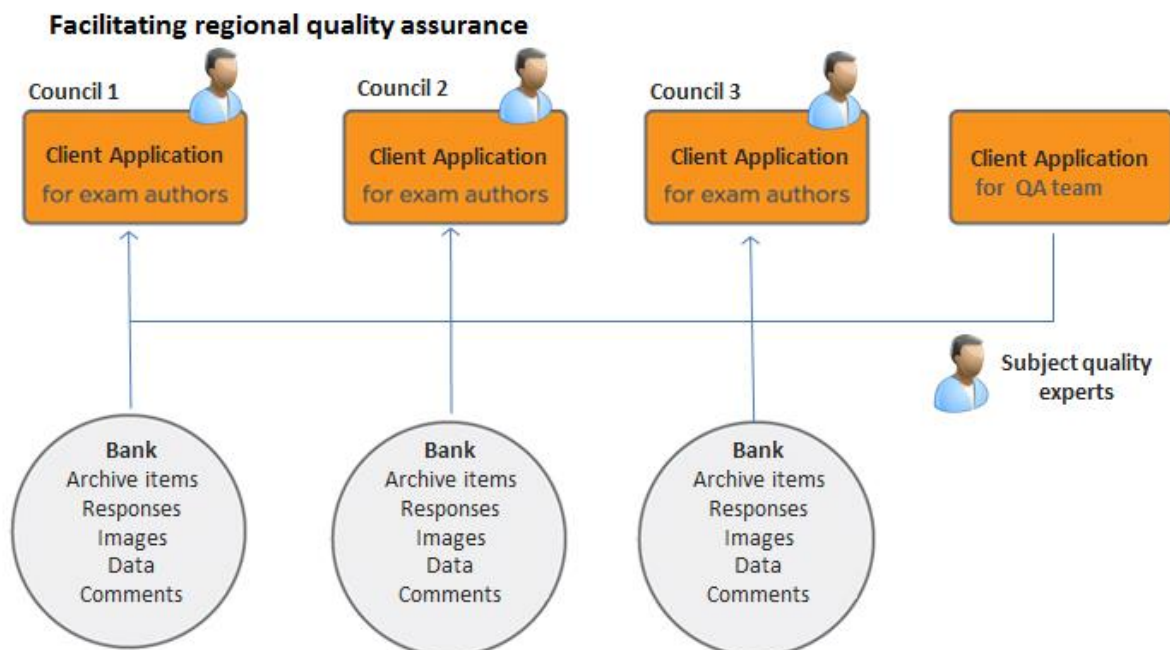 Facilitating regional quality assurance
Council 1
Council 2
Council 3
Client Application
for exam authors
Client Application
for exam authors
Client Application
for exam authors
Client Application
for QA team
Subject quality
experts
Bank
Archive items
Responses
Images
Data
Comments
Bank
Archive items
Responses
Images
Data
Comments
Bank
Archive items
Responses
Images
Data
Comments